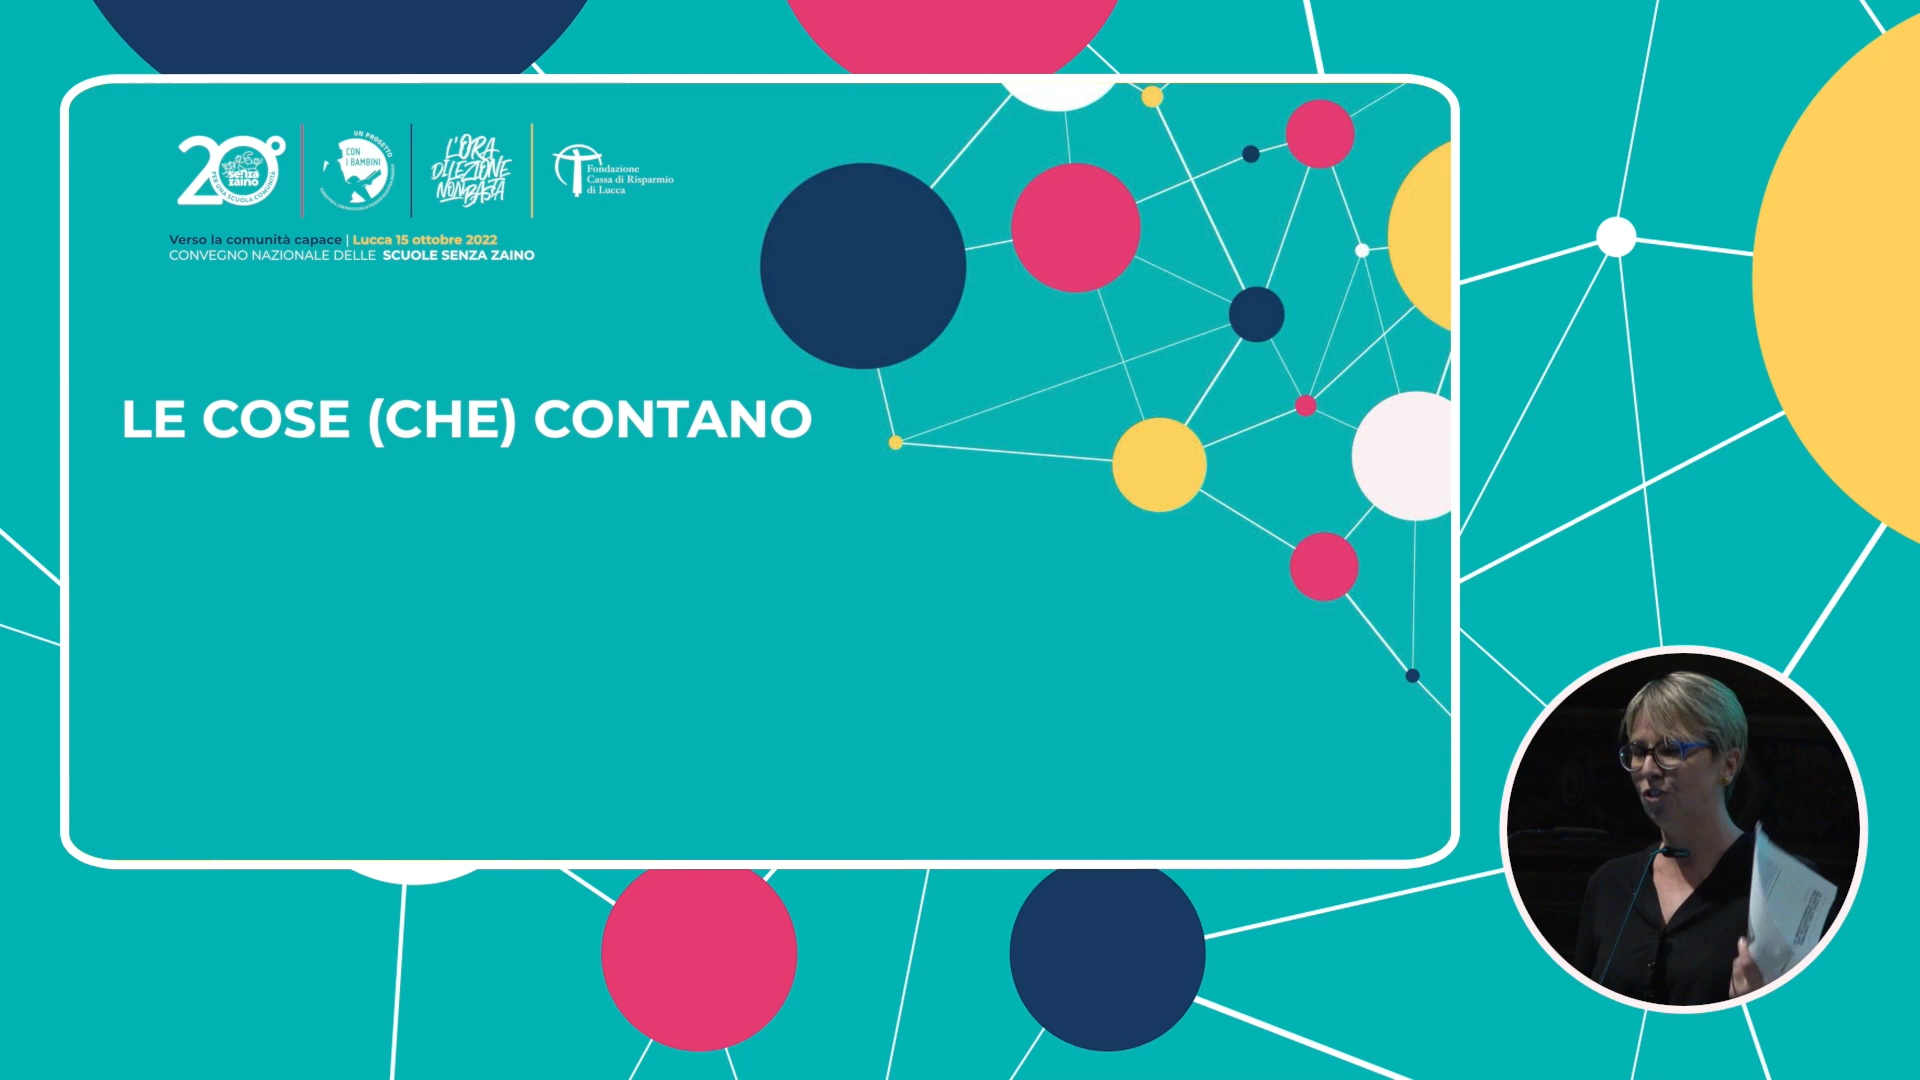 20°
senza
zaino
PER UNA SCUOLA COMUNITÀ
UN PROGETTO
CON
I BAMBINI
L'ORA
DI LEZIONE
NON BASTA
Fondazione
Cassa di Risparmio
di Lucca
Verso la comunità capace | Lucca 15 ottobre 2022
CONVEGNO NAZIONALE DELLE SCUOLE SENZA ZAINO
LE COSE (CHE) CONTANO